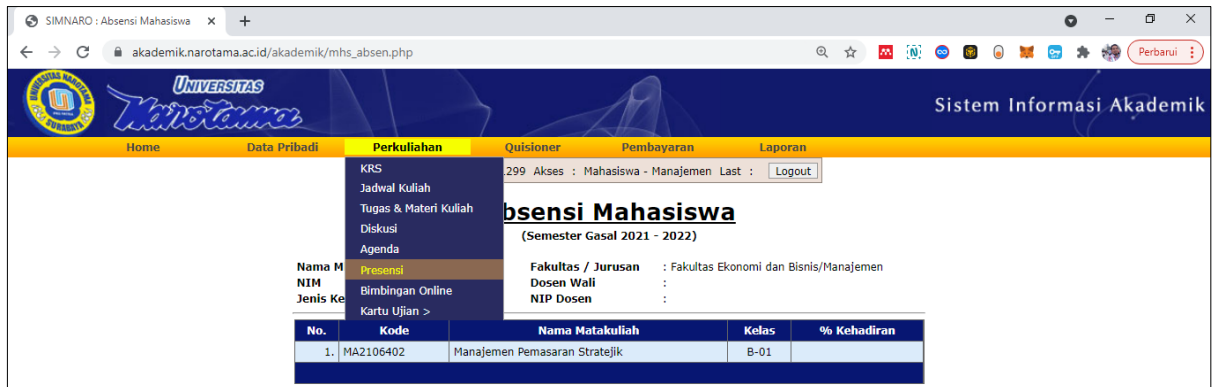 SIMNARO : Absensi Mahasiswa
akademik.narotama.ac.id/akademik/mhs_absen.php
Perbarui
UNIVERSITAS
Narotama
Sistem Informasi Akademik
Home Data Pribadi Perkuliahan Quisioner Pembayaran Laporan
KRS
Jadwal Kuliah
Tugas & Materi Kuliah
Diskusi
Agenda
Presensi
Bimbingan Online
Kartu Ujian >
.299 Akses : Mahasiswa - Manajemen Last : Logout
bsensi Mahasiswa
(Semester Gasal 2021 - 2022)
Nama M Fakultas / Jurusan : Fakultas Ekonomi dan Bisnis/Manajemen
NIM Dosen Wali :
Jenis Ke NIP Dosen :
No. Kode Nama Matakuliah Kelas % Kehadiran
1. MA2106402 Manajemen Pemasaran Stratejik B-01